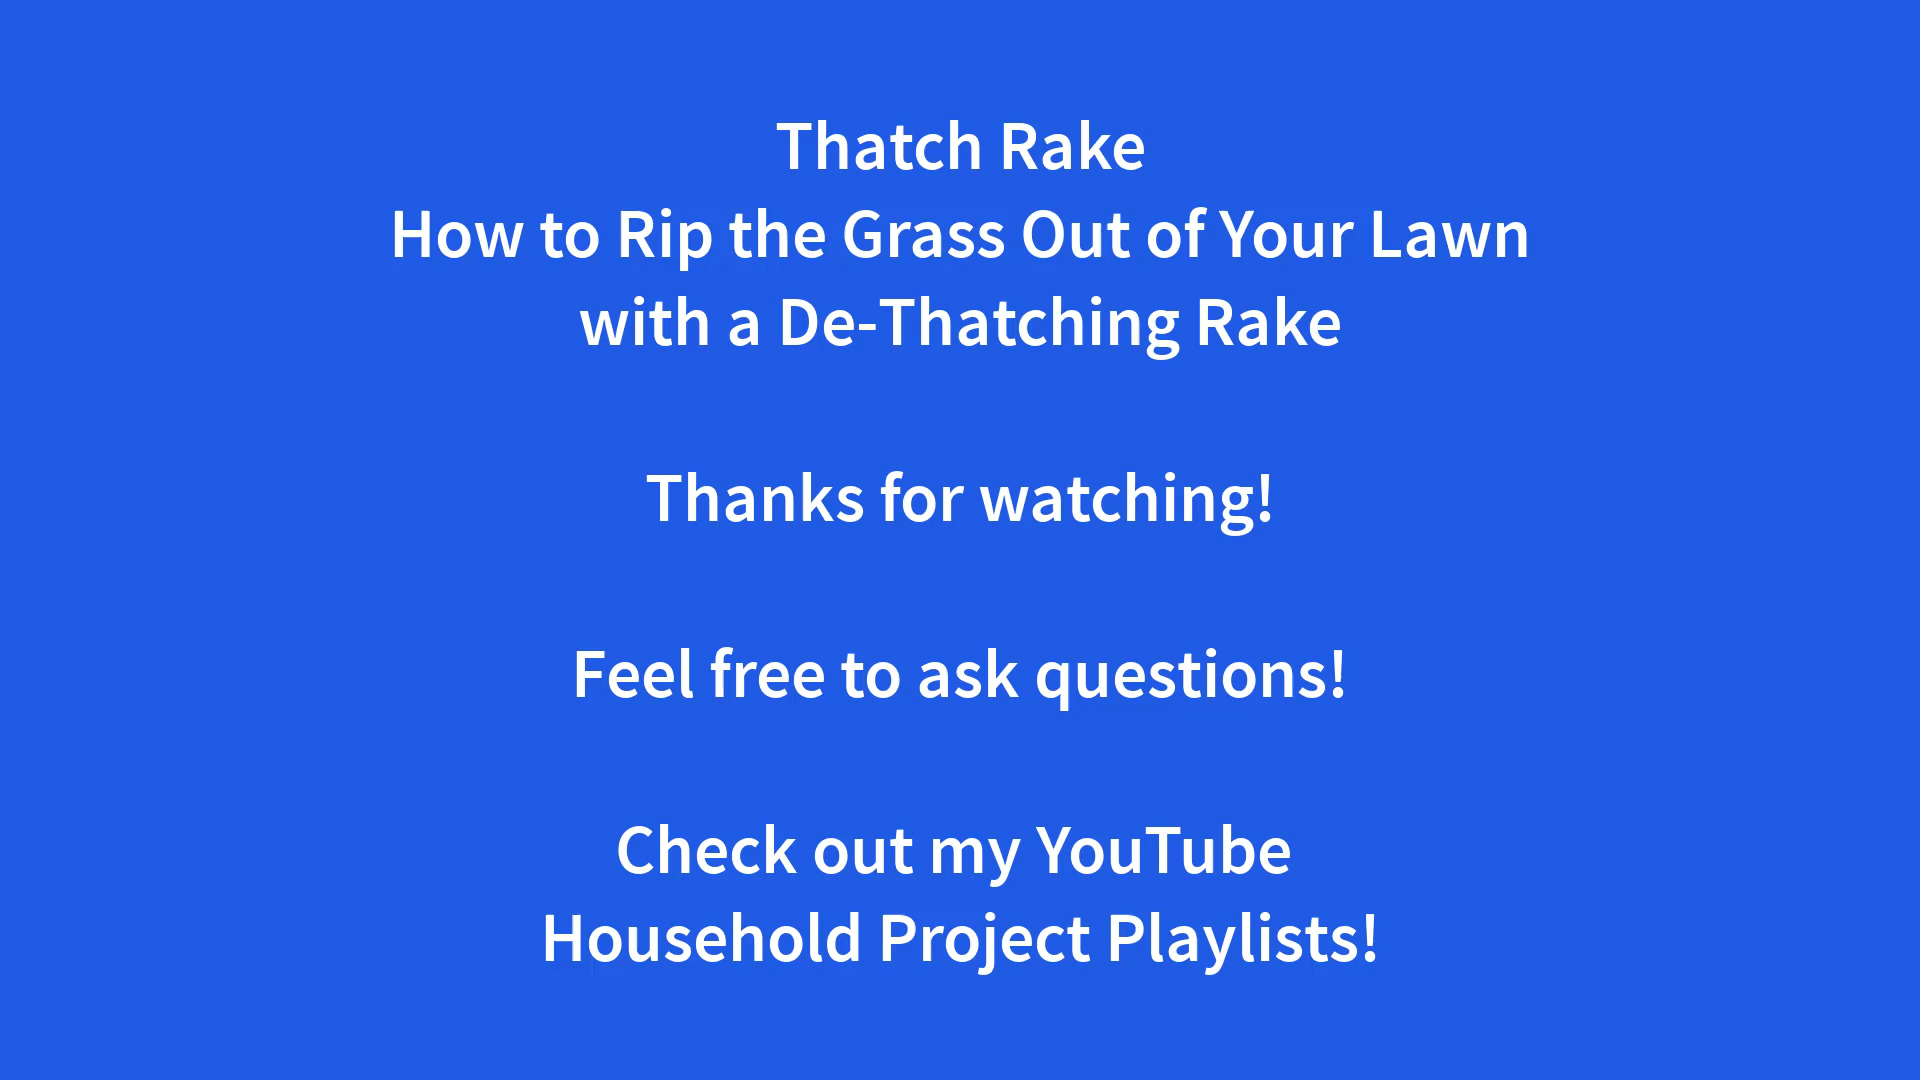 Thatch Rake
How to Rip the Grass Out of Your Lawn
with a De-Thatching Rake
Thanks for watching!
Feel free to ask questions!
Check out my YouTube
Household Project Playlists!